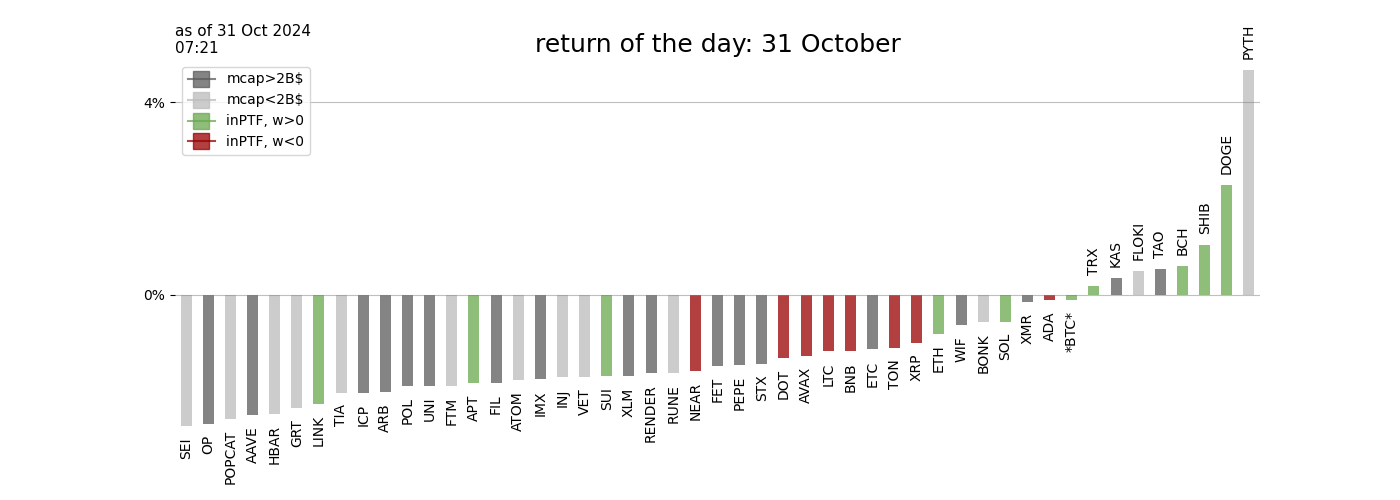 as of 31 Oct 2024
07:21
return of the day: 31 October
mcap>2B$
mcap<2B$
inPTF, w>0
inPTF, w<0
4%
0%
SEI
OP
POPCAT
AAVE
HBAR
GRT
LINK
TIA
ICP
ARB
POL
UNI
FTM
APT
FIL
ATOM
IMX
INJ
VET
SUI
XLM
RENDER
RUNE
NEAR
FET
PEPE
STX
DOT
AVAX
LTC
BNB
ETC
TON
XRP
ETH
WIF
BONK
SOL
XMR
ADA
*BTC*
TRX
KAS
FLOKI
TAO
BCH
SHIB
DOGE
PYTH